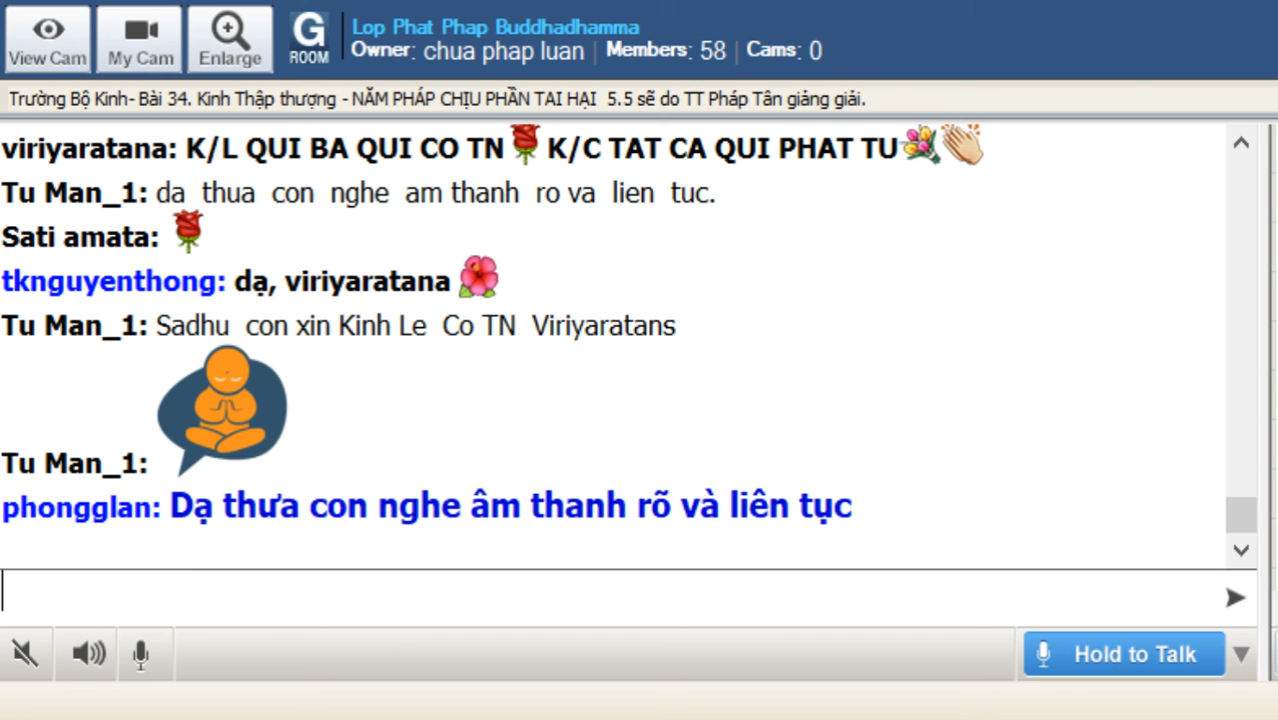 View Cam
My Cam
Enlarge
G ROOM
Lop Phat Phap Buddhadhamma
Owner: chua phap luan | Members: 58 | Cams: 0
Trường Bộ Kinh- Bài 34. Kinh Thập thượng - NĂM PHÁP CHỊU PHẦN TAI HẠI 5.5 sẽ do TT Pháp Tân giảng giải.
viriyaratana: K/L QUI BA QUI CO TN K/C TAT CA QUI PHAT TU
Tu Man_1: da thua con nghe am thanh ro va lien tuc.
Sati amata:
tknguyenthong: dạ, viriyaratana
Tu Man_1: Sadhu con xin Kinh Le Co TN Viriyaratans
Tu Man_1:
phongglan: Dạ thưa con nghe âm thanh rõ và liên tục
Hold to Talk